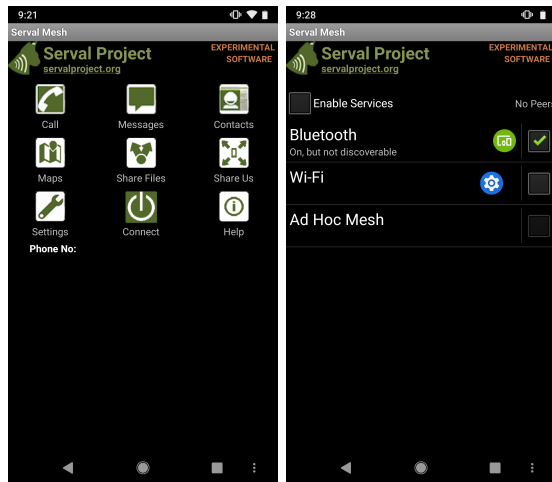 9:21
Serval Mesh
Serval Project
servalproject.org
EXPERIMENTAL
SOFTWARE
Call
Messages
Contacts
Maps
Share Files
Share Us
Settings
Connect
Help
Phone No:
9:28
Serval Mesh
Serval Project
servalproject.org
EXPERIMENTAL
SOFTWARE
Enable Services
No Peers
Bluetooth
On, but not discoverable
Wi-Fi
Ad Hoc Mesh